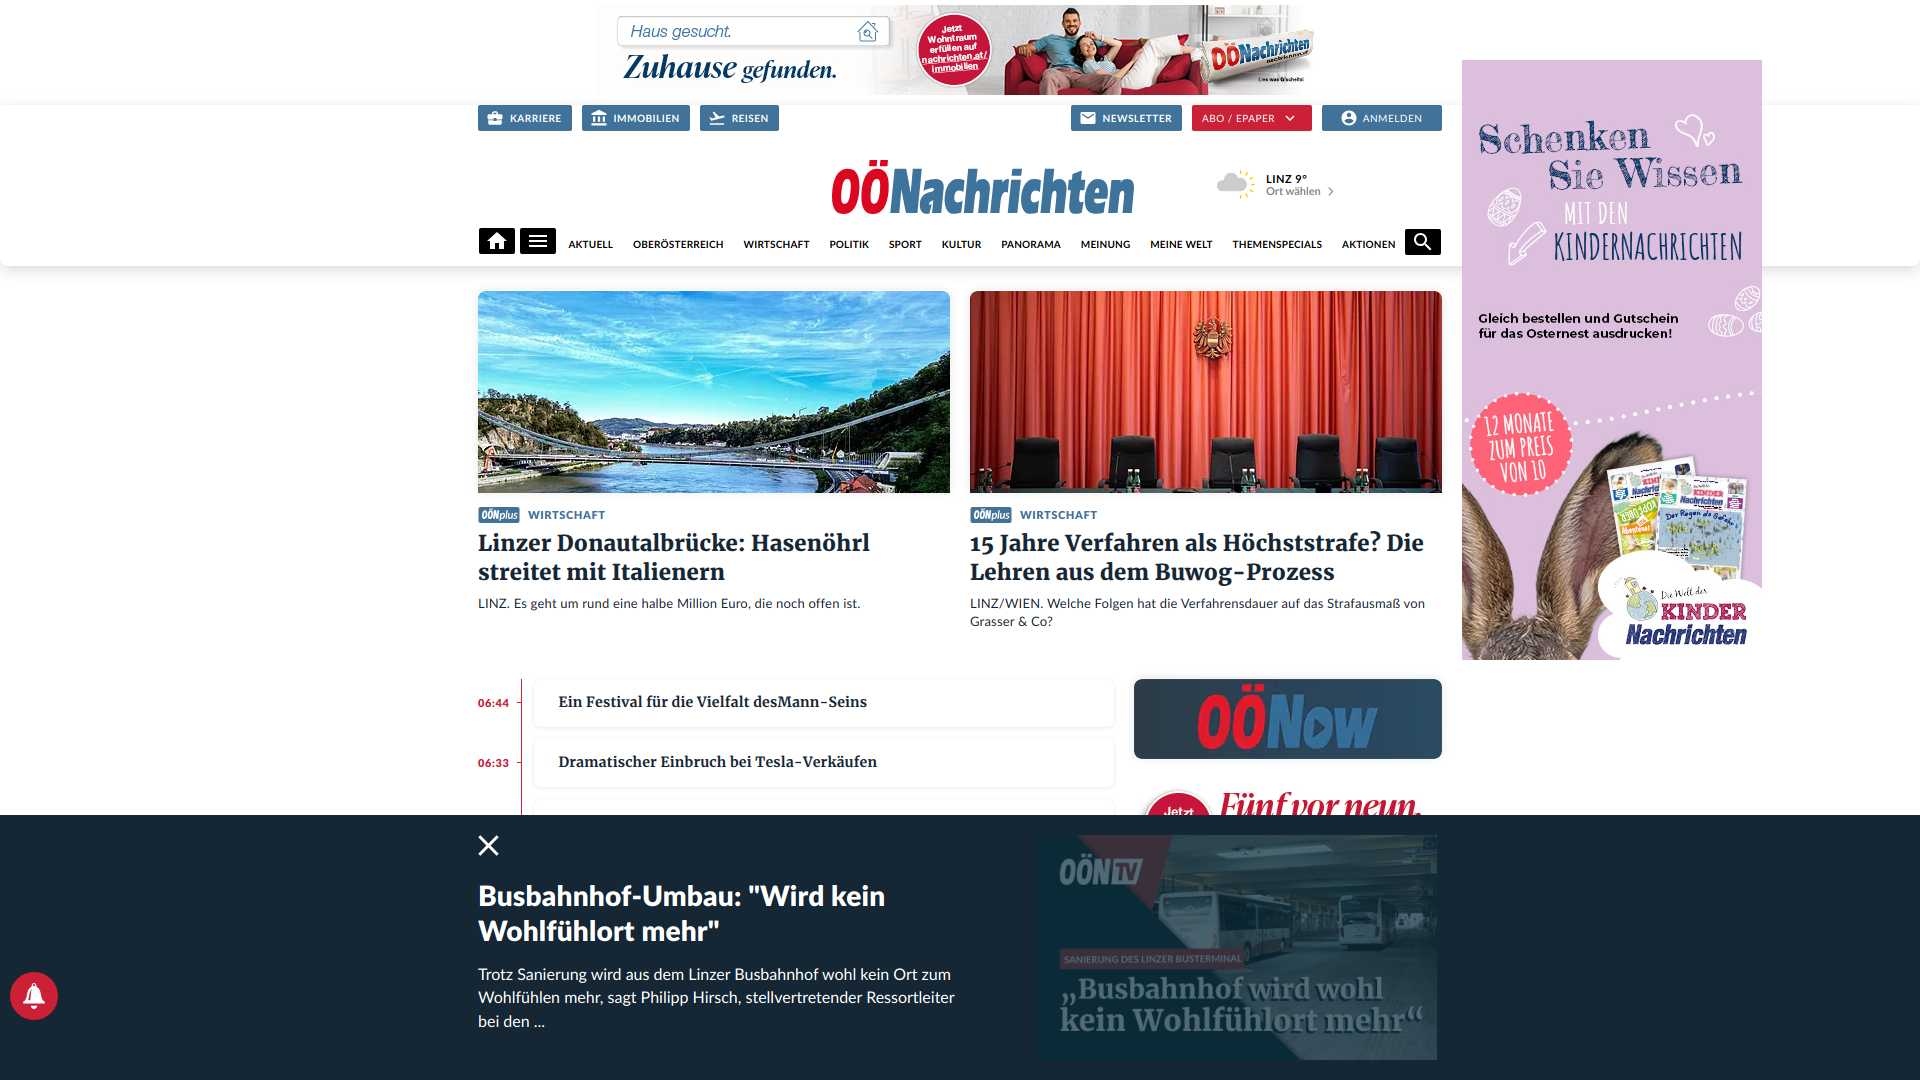 Haus gesucht.
Zuhause gefunden.
Jetzt
Wohntraum
erfüllen auf
nachrichten.at/
immobilien
OÖNachrichten
Lies was G'scheits!
KARRIERE
IMMOBILIEN
REISEN
NEWSLETTER
ABO / EPAPER
ANMELDEN
OÖNachrichten
LINZ 9°
Ort wählen
AKTUELL
OBERÖSTERREICH
WIRTSCHAFT
POLITIK
SPORT
KULTUR
PANORAMA
MEINUNG
MEINE WELT
THEMENSPECIALS
AKTIONEN
Schenken
Sie Wissen
MIT DEN
KINDERNACHRICHTEN
Gleich bestellen und Gutschein
für das Osternest ausdrucken!
12 MONATE
ZUM PREIS
VON 10
Die Welt der
KINDER
Nachrichten
OÖNplus WIRTSCHAFT
Linzer Donautalbrücke: Hasenöhrl
streitet mit Italienern
LINZ. Es geht um rund eine halbe Million Euro, die noch offen ist.
OÖNplus WIRTSCHAFT
15 Jahre Verfahren als Höchststrafe? Die
Lehren aus dem Buwog-Prozess
LINZ/WIEN. Welche Folgen hat die Verfahrensdauer auf das Strafausmaß von
Grasser & Co?
06:44
Ein Festival für die Vielfalt desMann-Seins
06:33
Dramatischer Einbruch bei Tesla-Verkäufen
OÖNow
Jetzt
Fünf vor neun.
Busbahnhof-Umbau: "Wird kein
Wohlfühlort mehr"
Trotz Sanierung wird aus dem Linzer Busbahnhof wohl kein Ort zum
Wohlfühlen mehr, sagt Philipp Hirsch, stellvertretender Ressortleiter
bei den ...
OÖNTV
SANIERUNG DES LINZER BUSTERMINAL
„Busbahnhof wird wohl
kein Wohlfühlort mehr“